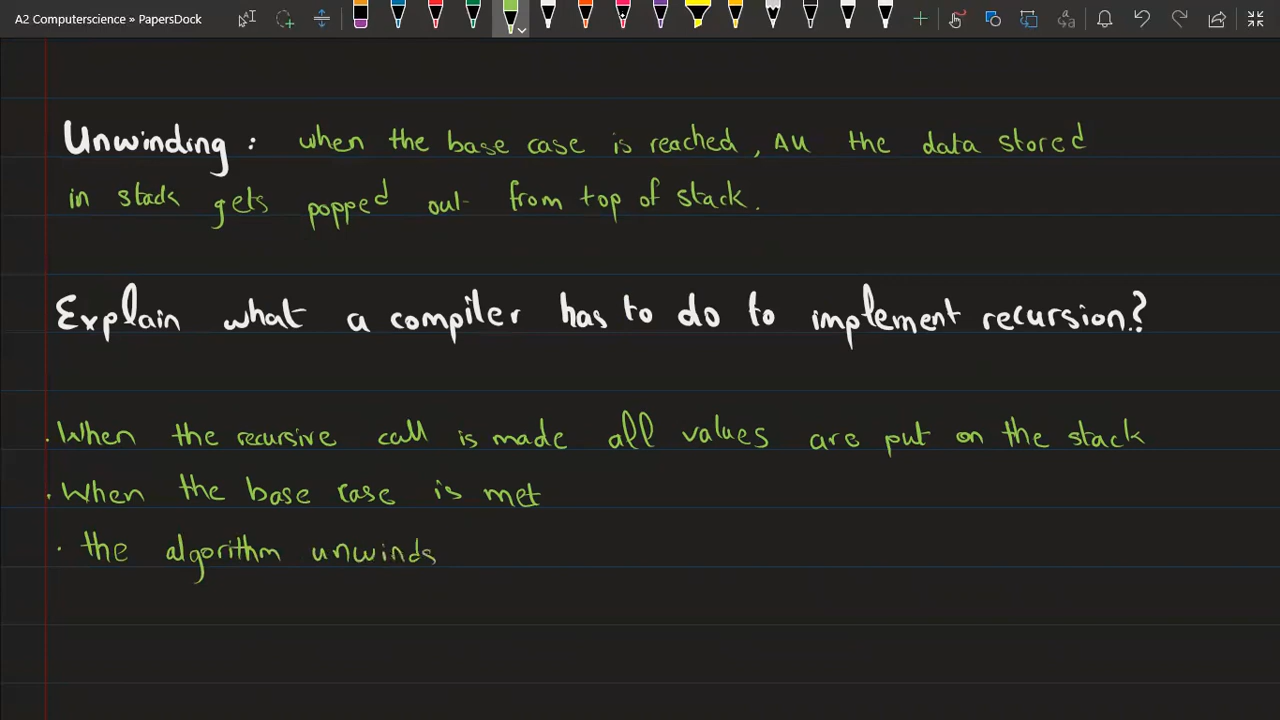 A2 Computerscience » PapersDock
Unwinding : when the base case is reached, All the data stored
in stack gets popped out from top of stack.
Explain what a compiler has to do to implement recursion?
· When the recursive call is made all values are put on the stack
· When the base case is met
· the algorithm unwinds